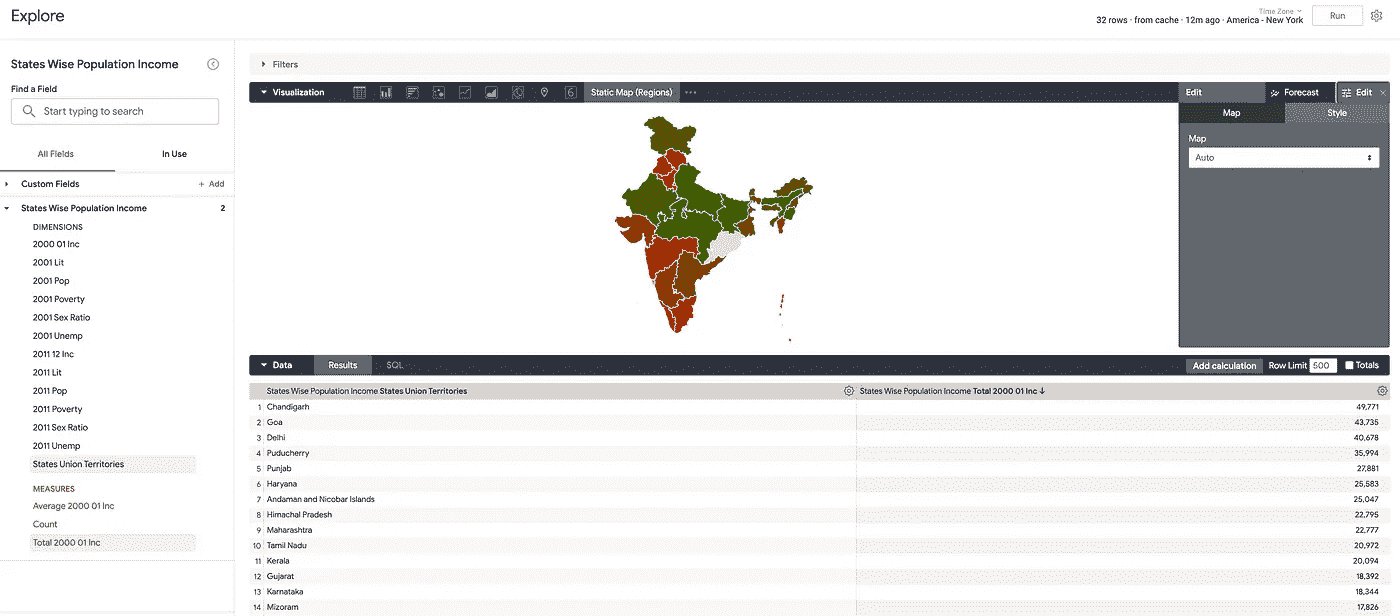 Explore
Time Zone
32 rows · from cache · 12m ago · America - New York
Run
States Wise Population Income
Find a Field
Start typing to search
All Fields In Use
Custom Fields + Add
States Wise Population Income 2
DIMENSIONS
2000 01 Inc
2001 Lit
2001 Pop
2001 Poverty
2001 Sex Ratio
2001 Unemp
2011 12 Inc
2011 Lit
2011 Pop
2011 Poverty
2011 Sex Ratio
2011 Unemp
States Union Territories
MEASURES
Average 2000 01 Inc
Count
Total 2000 01 Inc
Filters
Visualization 6 Static Map (Regions) ···
Edit Forecast Edit ×
Map Style
Map
Auto
Data Results SQL Add calculation Row Limit 500 Totals
States Wise Population Income States Union Territories States Wise Population Income Total 2000 01 Inc ↓
1 Chandigarh 49,771
2 Goa 43,735
3 Delhi 40,678
4 Puducherry 35,994
5 Punjab 27,881
6 Haryana 25,583
7 Andaman and Nicobar Islands 25,047
8 Himachal Pradesh 22,795
9 Maharashtra 22,777
10 Tamil Nadu 20,972
11 Kerala 20,094
12 Gujarat 18,392
13 Karnataka 18,344
14 Mizoram 17,826